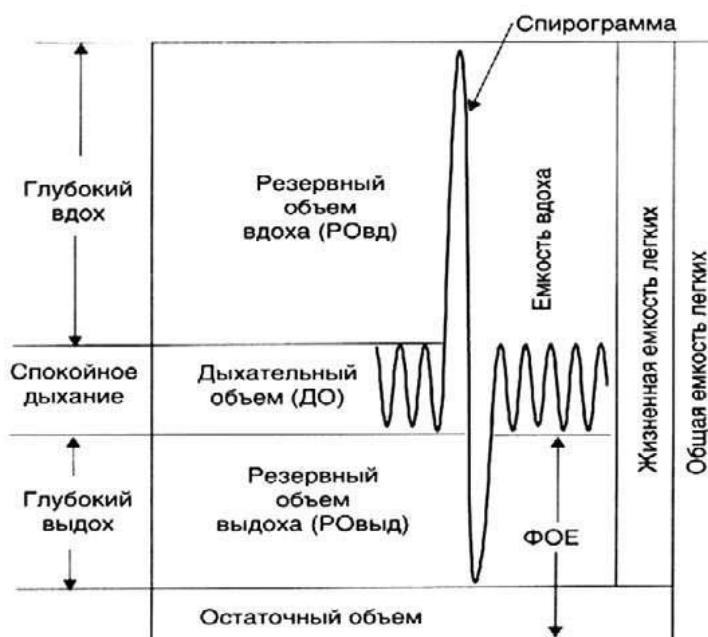 Спирограмма
Глубокий
вдох
Резервный
объем
вдоха (РОвд)
Емкость вдоха
Жизненная емкость легких
Общая емкость легких
Спокойное
дыхание
Дыхательный
объем (ДО)
Глубокий
выдох
Резервный
объем
выдоха (РОвыд)
ФОЕ
Остаточный объем